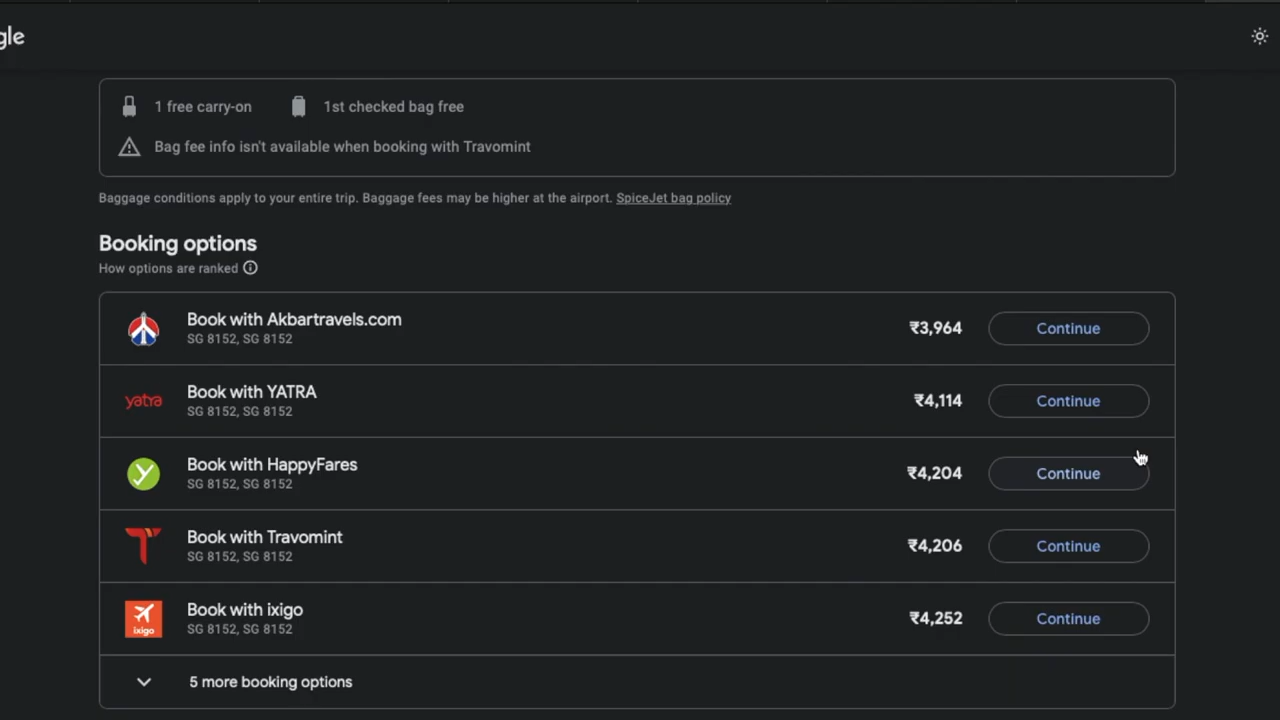 gle
1 free carry-on 1st checked bag free
Bag fee info isn't available when booking with Travomint
Baggage conditions apply to your entire trip. Baggage fees may be higher at the airport. SpiceJet bag policy
Booking options
How options are ranked
Book with Akbartravels.com ₹3,964 Continue
SG 8152, SG 8152
yatra Book with YATRA ₹4,114 Continue
SG 8152, SG 8152
Book with HappyFares ₹4,204 Continue
SG 8152, SG 8152
Book with Travomint ₹4,206 Continue
SG 8152, SG 8152
Book with ixigo ₹4,252 Continue
ixigo SG 8152, SG 8152
5 more booking options